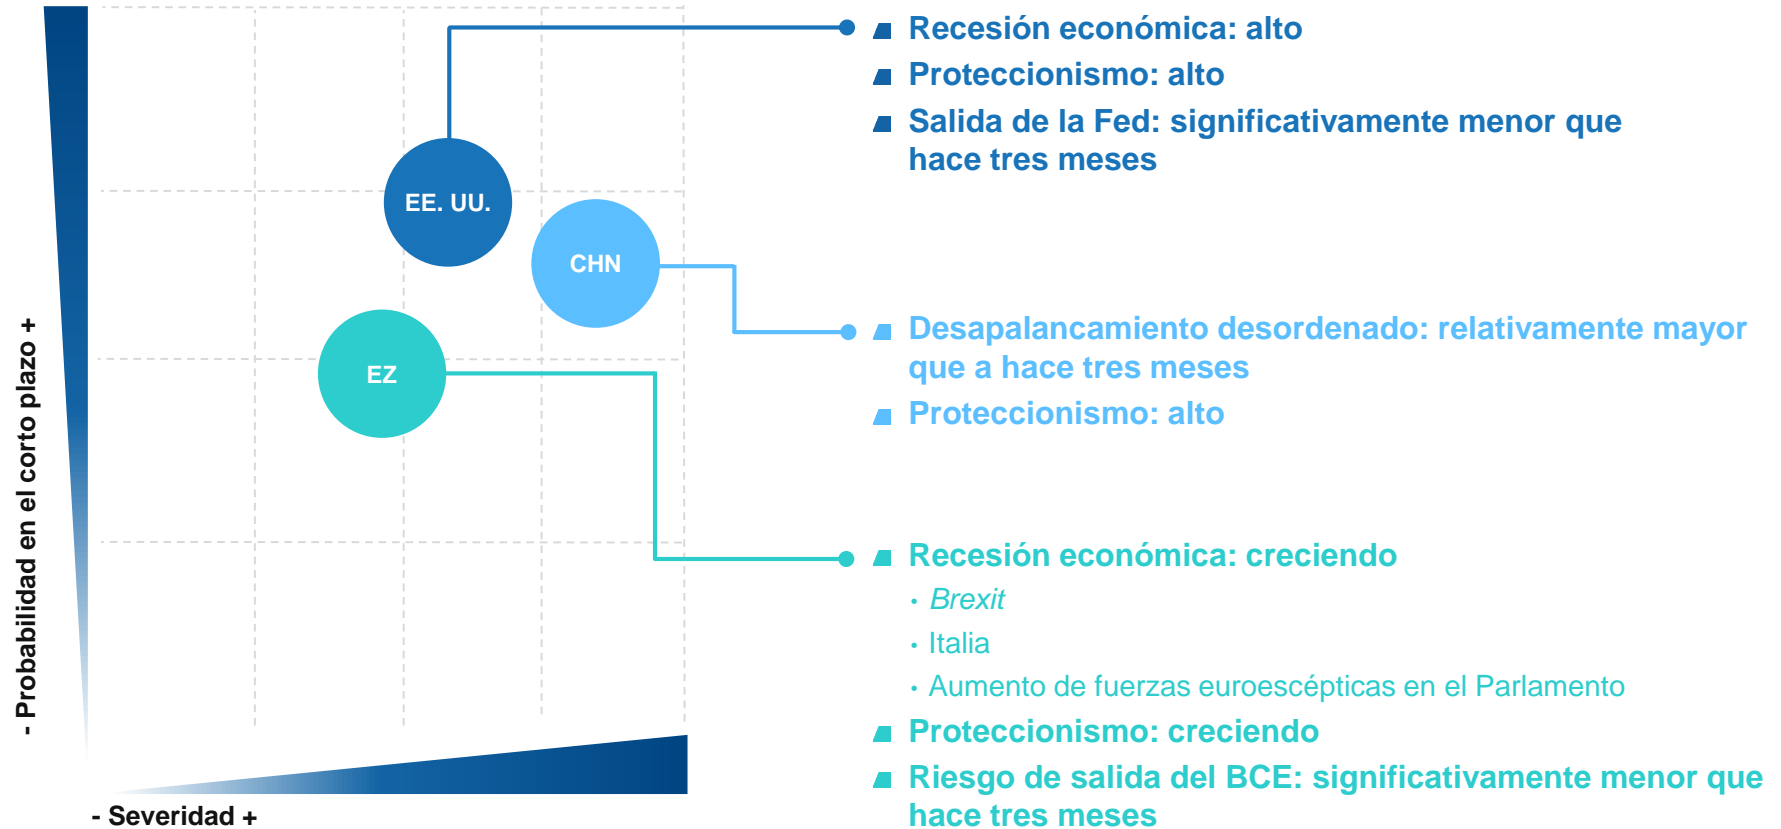 - Probabilidad en el corto plazo +
- Severidad +
EE. UU.
CHN
EZ
Recesión económica: alto
Proteccionismo: alto
Salida de la Fed: significativamente menor que
hace tres meses
Desapalancamiento desordenado: relativamente mayor
que a hace tres meses
Proteccionismo: alto
Recesión económica: creciendo
• Brexit
• Italia
• Aumento de fuerzas euroescépticas en el Parlamento
Proteccionismo: creciendo
Riesgo de salida del BCE: significativamente menor que
hace tres meses